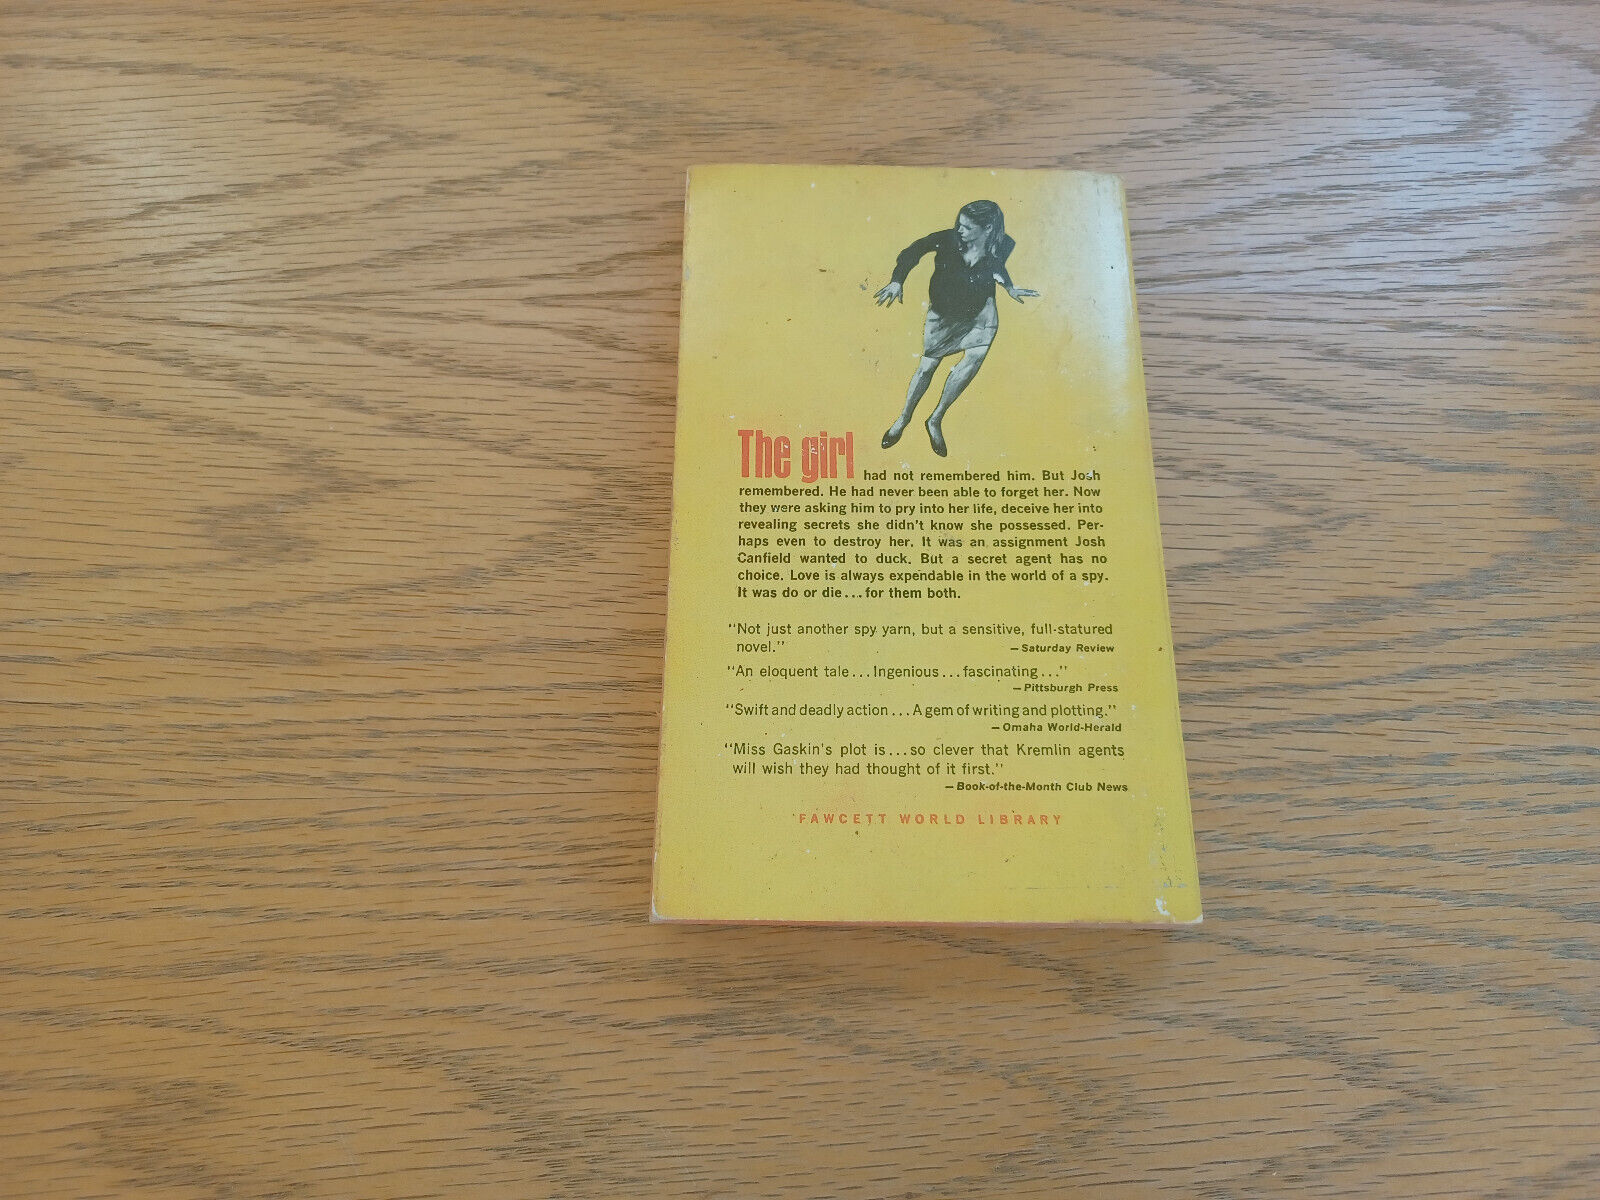 The girl had not remembered him. But Josh
remembered. He had never been able to forget her. Now
they were asking him to pry into her life, deceive her into
revealing secrets she didn't know she possessed. Per-
haps even to destroy her. It was an assignment Josh
Canfield wanted to duck. But a secret agent has no
choice. Love is always expendable in the world of a spy.
It was do or die...for them both.
"Not just another spy yarn, but a sensitive, full-statured
novel." —Saturday Review
"An eloquent tale...Ingenious...fascinating..."
—Pittsburgh Press
"Swift and deadly action...A gem of writing and plotting."
—Omaha World-Herald
"Miss Gaskin's plot is...so clever that Kremlin agents
will wish they had thought of it first."
—Book-of-the-Month Club News
FAWCETT WORLD LIBRARY